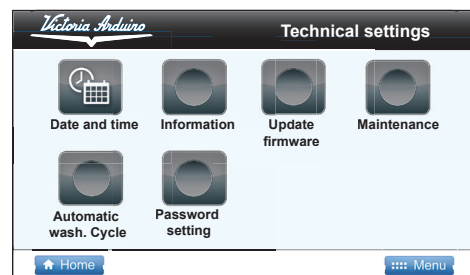 Victoria Arduino
Technical settings
Date and time
Information
Update
firmware
Maintenance
Automatic
wash. Cycle
Password
setting
Home
Menu